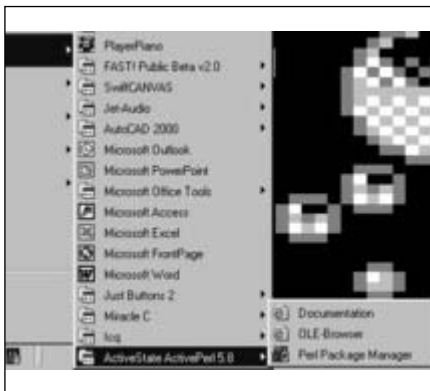 PlayerPiano
FAST! Public Beta v2.0
SwiftCANVAS
Jet-Audio
AutoCAD 2000
Microsoft Outlook
Microsoft PowerPoint
Microsoft Office Tools
Microsoft Access
Microsoft Excel
Microsoft FrontPage
Microsoft Word
Just Buttons 2
Miracle C
Icq
ActiveState ActivePerl 5.8
Documentation
OLE-Browser
Perl Package Manager